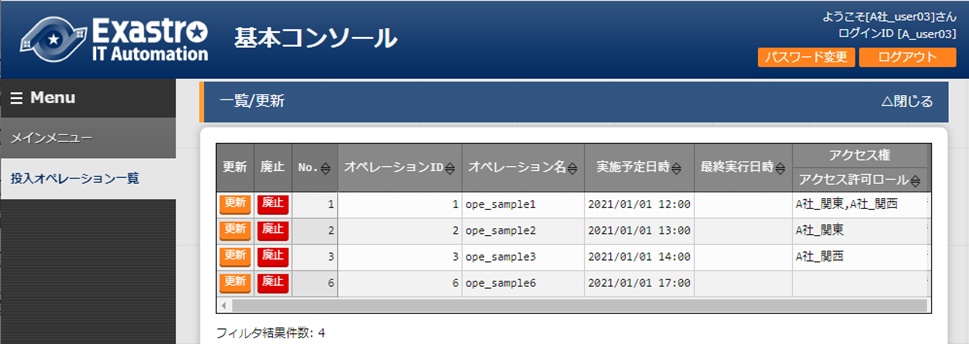 Exastro
IT Automation
基本コンソール
ようこそ[A社_user03]さん
ログインID [A_user03]
パスワード変更 ログアウト
Menu
メインメニュー
投入オペレーション一覧
一覧/更新 △閉じる
更新 廃止 No. オペレーションID オペレーション名 実施予定日時 最終実行日時 アクセス権
アクセス許可ロール
更新 廃止 1 1 ope_sample1 2021/01/01 12:00 A社_関東,A社_関西
更新 廃止 2 2 ope_sample2 2021/01/01 13:00 A社_関東
更新 廃止 3 3 ope_sample3 2021/01/01 14:00 A社_関西
更新 廃止 6 6 ope_sample6 2021/01/01 17:00
フィルタ結果件数: 4